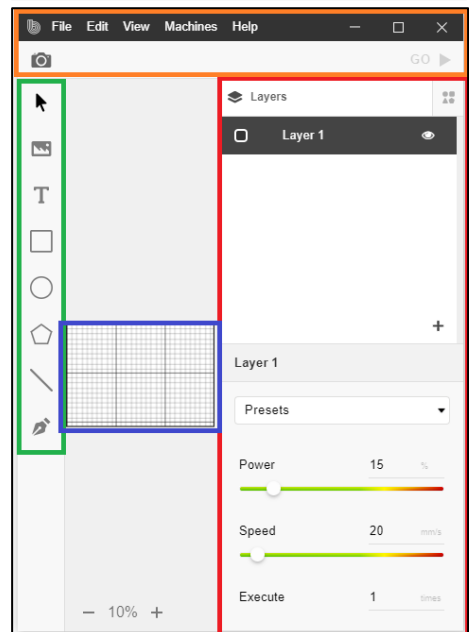 File Edit View Machines Help
GO
Layers
Layer 1
T
Layer 1
Presets
Power 15 %
Speed 20 mm/s
Execute 1 times
10%